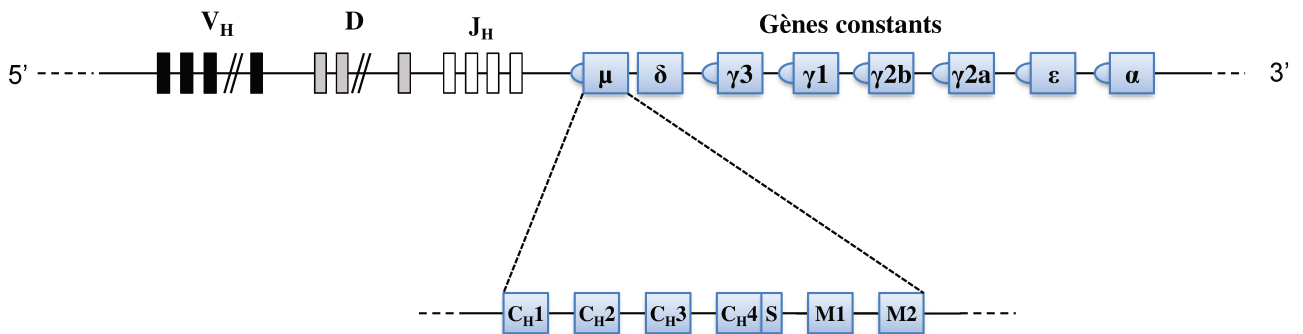 V_H D J_H Gènes constants
5' μ δ γ3 γ1 γ2b γ2a ε α 3'
C_H1 C_H2 C_H3 C_H4 S M1 M2